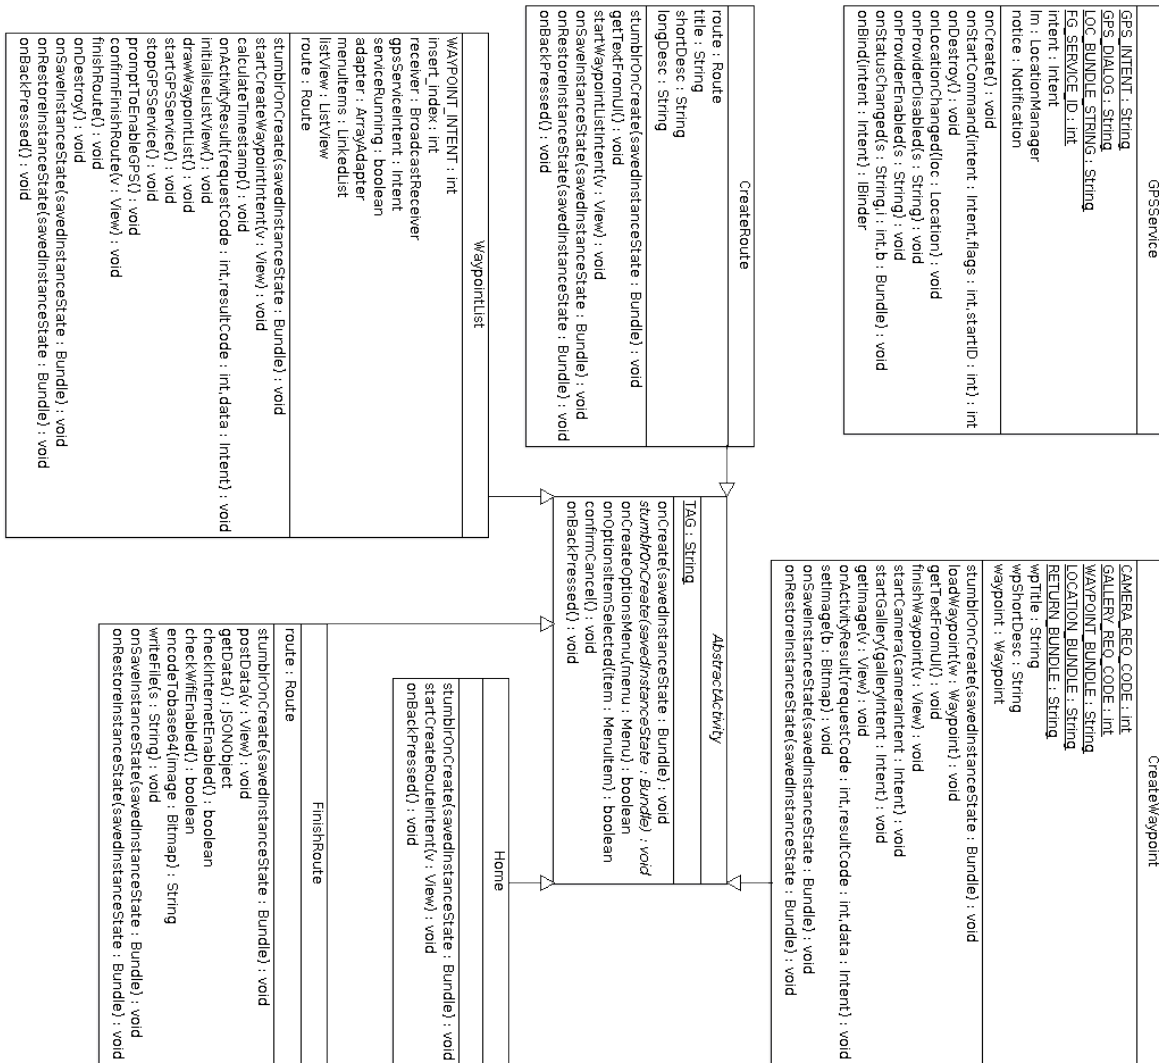 GPSService
GPS_INTENT : String
GPS_DIALOG : String
LOC_BUNDLE_STRING : String
FG_SERVICE_ID : int
intent : Intent
lm : LocationManager
notice : Notification
onCreate() : void
onStartCommand(intent : Intent,flags : int,startID : int) : int
onDestroy() : void
onLocationChanged(loc : Location) : void
onProviderDisabled(s : String) : void
onProviderEnabled(s : String) : void
onStatusChanged(s : String,i : int,b : Bundle) : void
onBind(intent : Intent) : IBinder
CreateWaypoint
CAMERA_REQ_CODE : int
GALLERY_REQ_CODE : int
WAYPOINT_BUNDLE : String
LOCATION_BUNDLE : String
RETURN_BUNDLE : String
wpTitle : String
wpShortDesc : String
waypoint : Waypoint
stumblrOnCreate(savedInstanceState : Bundle) : void
loadWaypoint(w : Waypoint) : void
getTextFromUI() : void
finishWaypoint(v : View) : void
startCamera(cameraIntent : Intent) : void
startGallery(galleryIntent : Intent) : void
getImage(v : View) : void
onActivityResult(requestCode : int,resultCode : int,data : Intent) : void
setImage(b : Bitmap) : void
onSaveInstanceState(savedInstanceState : Bundle) : void
onRestoreInstanceState(savedInstanceState : Bundle) : void
CreateRoute
route : Route
title : String
shortDesc : String
longDesc : String
stumblrOnCreate(savedInstanceState : Bundle) : void
getTextFromUI() : void
startWaypointListIntent(v : View) : void
onSaveInstanceState(savedInstanceState : Bundle) : void
onRestoreInstanceState(savedInstanceState : Bundle) : void
onBackPressed() : void
AbstractActivity
TAG : String
onCreate(savedInstanceState : Bundle) : void
stumblrOnCreate(savedInstanceState : Bundle) : void
onCreateOptionsMenu(menu : Menu) : boolean
onOptionsItemSelected(item : MenuItem) : boolean
confirmCancel() : void
onBackPressed() : void
Home
stumblrOnCreate(savedInstanceState : Bundle) : void
startCreateRouteIntent(v : View) : void
onBackPressed() : void
WaypointList
WAYPOINT_INTENT : int
insert_index : int
receiver : BroadcastReceiver
gpsServiceIntent : Intent
serviceRunning : boolean
adapter : ArrayAdapter
menuItems : LinkedList
listView : ListView
route : Route
stumblrOnCreate(savedInstanceState : Bundle) : void
startCreateWaypointIntent(v : View) : void
calculateTimestamp() : void
onActivityResult(requestCode : int,resultCode : int,data : Intent) : void
initialiseListView() : void
drawWaypointList() : void
startGPSService() : void
stopGPSService() : void
promptToEnableGPS() : void
confirmFinishRoute(v : View) : void
finishRoute() : void
onDestroy() : void
onSaveInstanceState(savedInstanceState : Bundle) : void
onRestoreInstanceState(savedInstanceState : Bundle) : void
onBackPressed() : void
FinishRoute
route : Route
stumblrOnCreate(savedInstanceState : Bundle) : void
postData(v : View) : void
getData() : JSONObject
checkInternetEnabled() : boolean
checkWifiEnabled() : boolean
encodeTobase64(image : Bitmap) : String
writeFile(s : String) : void
onSaveInstanceState(savedInstanceState : Bundle) : void
onRestoreInstanceState(savedInstanceState : Bundle) : void